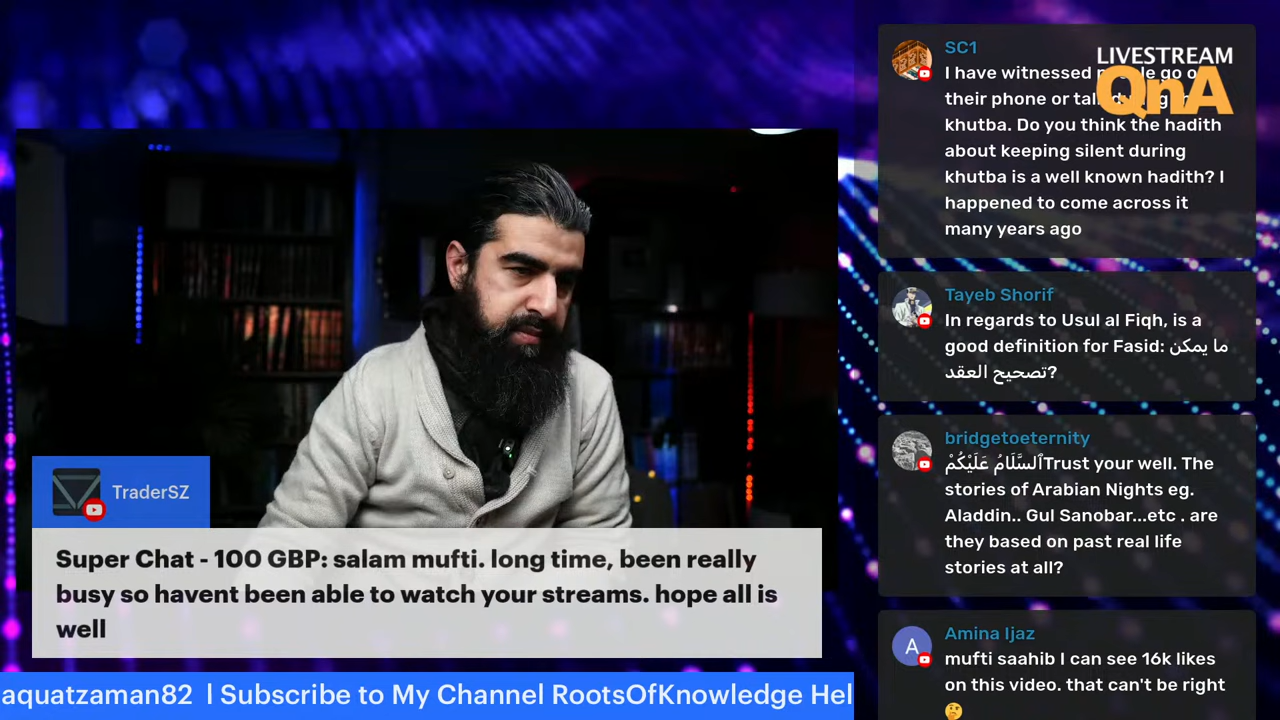 LIVESTREAM
QnA
SC1
I have witnessed
their phone or
khutba. Do you think the hadith
about keeping silent during
khutba is a well known hadith? I
happened to come across it
many years ago
Tayeb Shorif
In regards to Usul al Fiqh, is a
good definition for Fasid: ما يمكن
تصحيح العقد?
bridgetoeternity
ٱلسَّلَامُ عَلَيْكُمْTrust your well. The
stories of Arabian Nights eg.
Aladdin.. Gul Sanobar...etc . are
they based on past real life
stories at all?
A
Amina Ijaz
mufti saahib I can see 16k likes
on this video. that can't be right
🤔
TraderSZ
Super Chat - 100 GBP: salam mufti. long time, been really
busy so havent been able to watch your streams. hope all is
well
aquatzaman82 l Subscribe to My Channel RootsOfKnowledge Hel